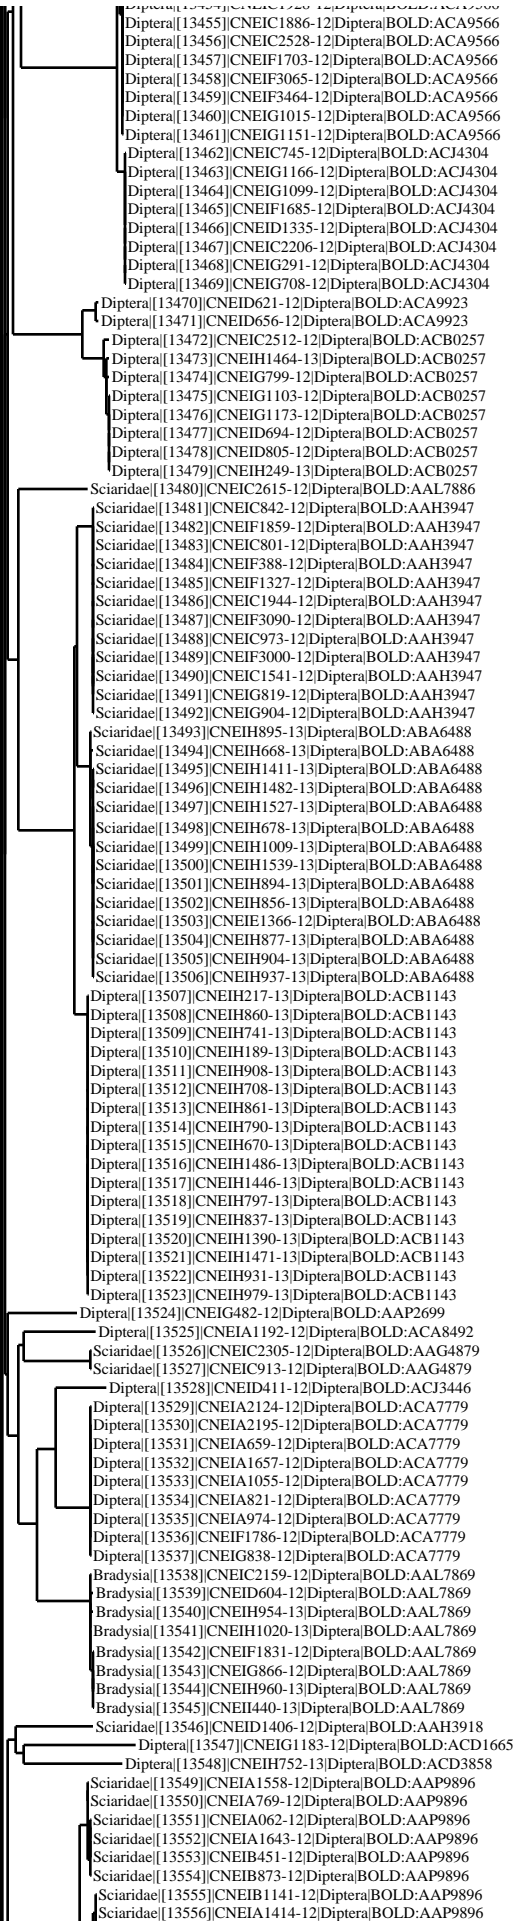 Diptera|[13454]|CNEIC1928-12|Diptera|BOLD:ACA9566
Diptera|[13455]|CNEIC1886-12|Diptera|BOLD:ACA9566
Diptera|[13456]|CNEIC2528-12|Diptera|BOLD:ACA9566
Diptera|[13457]|CNEIF1703-12|Diptera|BOLD:ACA9566
Diptera|[13458]|CNEIF3065-12|Diptera|BOLD:ACA9566
Diptera|[13459]|CNEIF3464-12|Diptera|BOLD:ACA9566
Diptera|[13460]|CNEIG1015-12|Diptera|BOLD:ACA9566
Diptera|[13461]|CNEIG1151-12|Diptera|BOLD:ACA9566
Diptera|[13462]|CNEIC745-12|Diptera|BOLD:ACJ4304
Diptera|[13463]|CNEIG1166-12|Diptera|BOLD:ACJ4304
Diptera|[13464]|CNEIG1099-12|Diptera|BOLD:ACJ4304
Diptera|[13465]|CNEIF1685-12|Diptera|BOLD:ACJ4304
Diptera|[13466]|CNEID1335-12|Diptera|BOLD:ACJ4304
Diptera|[13467]|CNEIC2206-12|Diptera|BOLD:ACJ4304
Diptera|[13468]|CNEIG291-12|Diptera|BOLD:ACJ4304
Diptera|[13469]|CNEIG708-12|Diptera|BOLD:ACJ4304
Diptera|[13470]|CNEID621-12|Diptera|BOLD:ACA9923
Diptera|[13471]|CNEID656-12|Diptera|BOLD:ACA9923
Diptera|[13472]|CNEIC2512-12|Diptera|BOLD:ACB0257
Diptera|[13473]|CNEIH1464-13|Diptera|BOLD:ACB0257
Diptera|[13474]|CNEIG799-12|Diptera|BOLD:ACB0257
Diptera|[13475]|CNEIG1103-12|Diptera|BOLD:ACB0257
Diptera|[13476]|CNEIG1173-12|Diptera|BOLD:ACB0257
Diptera|[13477]|CNEID694-12|Diptera|BOLD:ACB0257
Diptera|[13478]|CNEID805-12|Diptera|BOLD:ACB0257
Diptera|[13479]|CNEIH249-13|Diptera|BOLD:ACB0257
Sciaridae|[13480]|CNEIC2615-12|Diptera|BOLD:AAL7886
Sciaridae|[13481]|CNEIC842-12|Diptera|BOLD:AAH3947
Sciaridae|[13482]|CNEIF1859-12|Diptera|BOLD:AAH3947
Sciaridae|[13483]|CNEIC801-12|Diptera|BOLD:AAH3947
Sciaridae|[13484]|CNEIF388-12|Diptera|BOLD:AAH3947
Sciaridae|[13485]|CNEIF1327-12|Diptera|BOLD:AAH3947
Sciaridae|[13486]|CNEIC1944-12|Diptera|BOLD:AAH3947
Sciaridae|[13487]|CNEIF3090-12|Diptera|BOLD:AAH3947
Sciaridae|[13488]|CNEIC973-12|Diptera|BOLD:AAH3947
Sciaridae|[13489]|CNEIF3000-12|Diptera|BOLD:AAH3947
Sciaridae|[13490]|CNEIC1541-12|Diptera|BOLD:AAH3947
Sciaridae|[13491]|CNEIG819-12|Diptera|BOLD:AAH3947
Sciaridae|[13492]|CNEIG904-12|Diptera|BOLD:AAH3947
Sciaridae|[13493]|CNEIH895-13|Diptera|BOLD:ABA6488
Sciaridae|[13494]|CNEIH668-13|Diptera|BOLD:ABA6488
Sciaridae|[13495]|CNEIH1411-13|Diptera|BOLD:ABA6488
Sciaridae|[13496]|CNEIH1482-13|Diptera|BOLD:ABA6488
Sciaridae|[13497]|CNEIH1527-13|Diptera|BOLD:ABA6488
Sciaridae|[13498]|CNEIH678-13|Diptera|BOLD:ABA6488
Sciaridae|[13499]|CNEIH1009-13|Diptera|BOLD:ABA6488
Sciaridae|[13500]|CNEIH1539-13|Diptera|BOLD:ABA6488
Sciaridae|[13501]|CNEIH894-13|Diptera|BOLD:ABA6488
Sciaridae|[13502]|CNEIH856-13|Diptera|BOLD:ABA6488
Sciaridae|[13503]|CNEIE1366-12|Diptera|BOLD:ABA6488
Sciaridae|[13504]|CNEIH877-13|Diptera|BOLD:ABA6488
Sciaridae|[13505]|CNEIH904-13|Diptera|BOLD:ABA6488
Sciaridae|[13506]|CNEIH937-13|Diptera|BOLD:ABA6488
Diptera|[13507]|CNEIH217-13|Diptera|BOLD:ACB1143
Diptera|[13508]|CNEIH860-13|Diptera|BOLD:ACB1143
Diptera|[13509]|CNEIH741-13|Diptera|BOLD:ACB1143
Diptera|[13510]|CNEIH189-13|Diptera|BOLD:ACB1143
Diptera|[13511]|CNEIH908-13|Diptera|BOLD:ACB1143
Diptera|[13512]|CNEIH708-13|Diptera|BOLD:ACB1143
Diptera|[13513]|CNEIH861-13|Diptera|BOLD:ACB1143
Diptera|[13514]|CNEIH790-13|Diptera|BOLD:ACB1143
Diptera|[13515]|CNEIH670-13|Diptera|BOLD:ACB1143
Diptera|[13516]|CNEIH1486-13|Diptera|BOLD:ACB1143
Diptera|[13517]|CNEIH1446-13|Diptera|BOLD:ACB1143
Diptera|[13518]|CNEIH797-13|Diptera|BOLD:ACB1143
Diptera|[13519]|CNEIH837-13|Diptera|BOLD:ACB1143
Diptera|[13520]|CNEIH1390-13|Diptera|BOLD:ACB1143
Diptera|[13521]|CNEIH1471-13|Diptera|BOLD:ACB1143
Diptera|[13522]|CNEIH931-13|Diptera|BOLD:ACB1143
Diptera|[13523]|CNEIH979-13|Diptera|BOLD:ACB1143
Diptera|[13524]|CNEIG482-12|Diptera|BOLD:AAP2699
Diptera|[13525]|CNEIA1192-12|Diptera|BOLD:ACA8492
Sciaridae|[13526]|CNEIC2305-12|Diptera|BOLD:AAG4879
Sciaridae|[13527]|CNEIC913-12|Diptera|BOLD:AAG4879
Diptera|[13528]|CNEID411-12|Diptera|BOLD:ACJ3446
Diptera|[13529]|CNEIA2124-12|Diptera|BOLD:ACA7779
Diptera|[13530]|CNEIA2195-12|Diptera|BOLD:ACA7779
Diptera|[13531]|CNEIA659-12|Diptera|BOLD:ACA7779
Diptera|[13532]|CNEIA1657-12|Diptera|BOLD:ACA7779
Diptera|[13533]|CNEIA1055-12|Diptera|BOLD:ACA7779
Diptera|[13534]|CNEIA821-12|Diptera|BOLD:ACA7779
Diptera|[13535]|CNEIA974-12|Diptera|BOLD:ACA7779
Diptera|[13536]|CNEIF1786-12|Diptera|BOLD:ACA7779
Diptera|[13537]|CNEIG838-12|Diptera|BOLD:ACA7779
Bradysia|[13538]|CNEIC2159-12|Diptera|BOLD:AAL7869
Bradysia|[13539]|CNEID604-12|Diptera|BOLD:AAL7869
Bradysia|[13540]|CNEIH954-13|Diptera|BOLD:AAL7869
Bradysia|[13541]|CNEIH1020-13|Diptera|BOLD:AAL7869
Bradysia|[13542]|CNEIF1831-12|Diptera|BOLD:AAL7869
Bradysia|[13543]|CNEIG866-12|Diptera|BOLD:AAL7869
Bradysia|[13544]|CNEIH960-13|Diptera|BOLD:AAL7869
Bradysia|[13545]|CNEII440-13|Diptera|BOLD:AAL7869
Sciaridae|[13546]|CNEID1406-12|Diptera|BOLD:AAH3918
Diptera|[13547]|CNEIG1183-12|Diptera|BOLD:ACD1665
Diptera|[13548]|CNEIH752-13|Diptera|BOLD:ACD3858
Sciaridae|[13549]|CNEIA1558-12|Diptera|BOLD:AAP9896
Sciaridae|[13550]|CNEIA769-12|Diptera|BOLD:AAP9896
Sciaridae|[13551]|CNEIA062-12|Diptera|BOLD:AAP9896
Sciaridae|[13552]|CNEIA1643-12|Diptera|BOLD:AAP9896
Sciaridae|[13553]|CNEIB451-12|Diptera|BOLD:AAP9896
Sciaridae|[13554]|CNEIB873-12|Diptera|BOLD:AAP9896
Sciaridae|[13555]|CNEIB1141-12|Diptera|BOLD:AAP9896
Sciaridae|[13556]|CNEIA1414-12|Diptera|BOLD:AAP9896